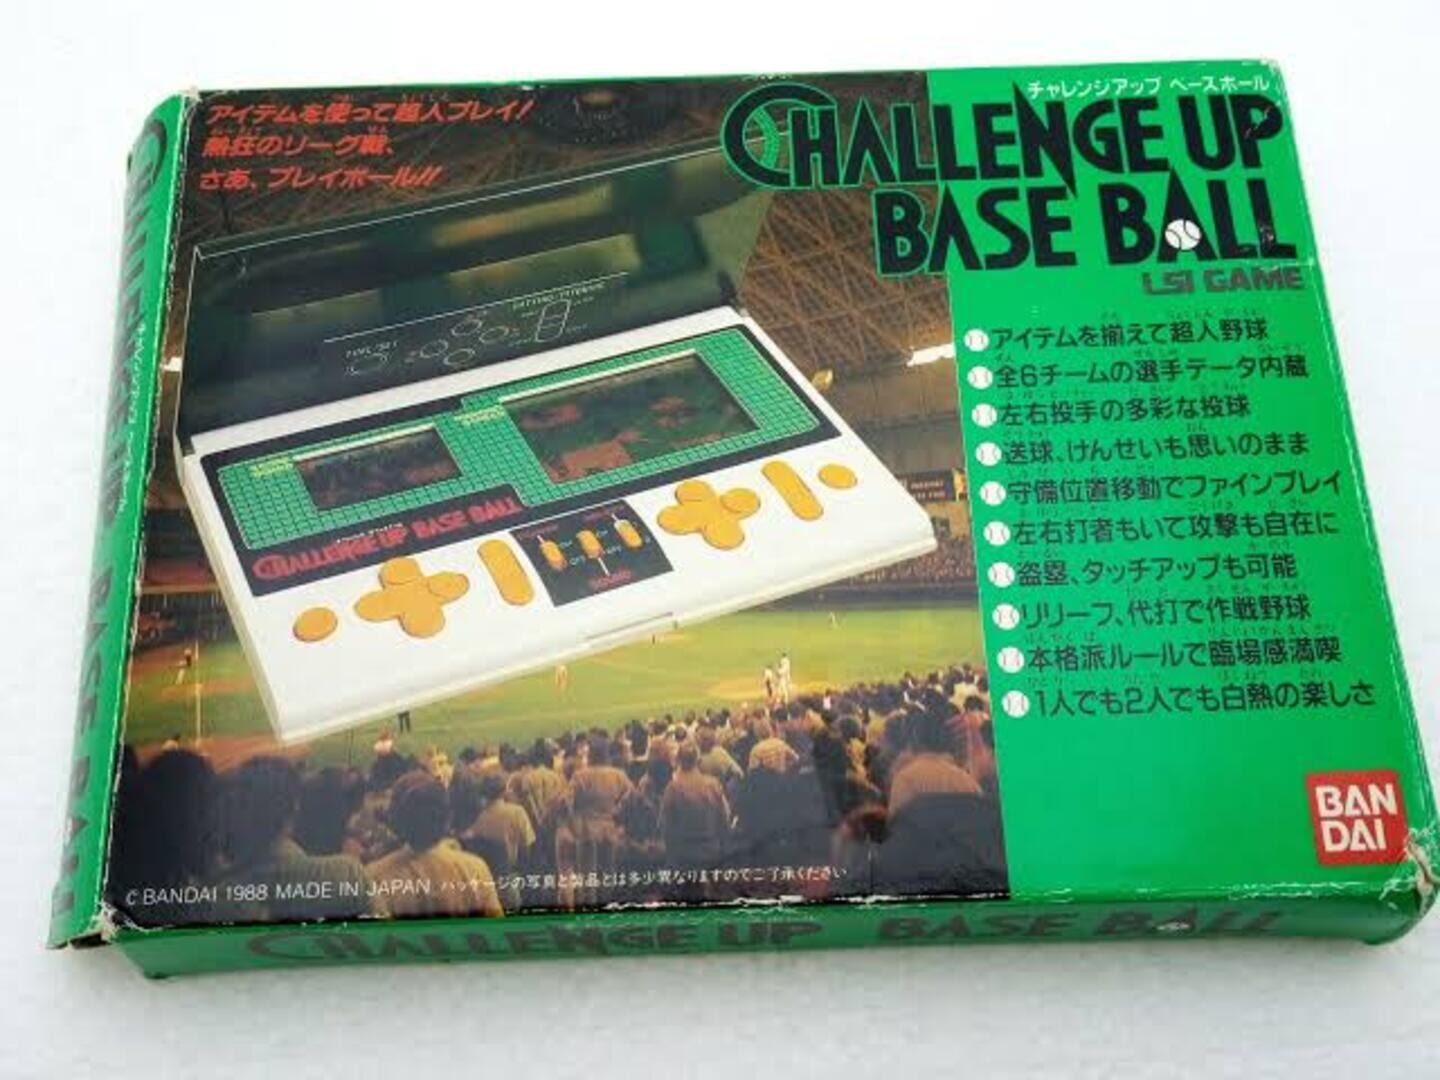 アイテムを使って超人プレイ!
熱狂のリーグ戦、
さあ、プレイボール!!
チャレンジアップ ベースボール
CHALLENGE UP
BASE BALL
LSI GAME
アイテムを揃えて超人野球
全6チームの選手データ内蔵
左右投手の多彩な投球
送球、けんせいも思いのまま
守備位置移動でファインプレイ
左右打者もいて攻撃も自在に
盗塁、タッチアップも可能
リリーフ、代打で作戦野球
本格派ルールで臨場感満喫
1人でも2人でも白熱の楽しさ
CHALLENGE UP BASE BALL
BAN
DAI
© BANDAI 1988 MADE IN JAPAN パッケージの写真と製品とは多少異なりますのでご了承ください
CHALLENGE UP BASE BALL
CHALLENGE UP BASE BALL